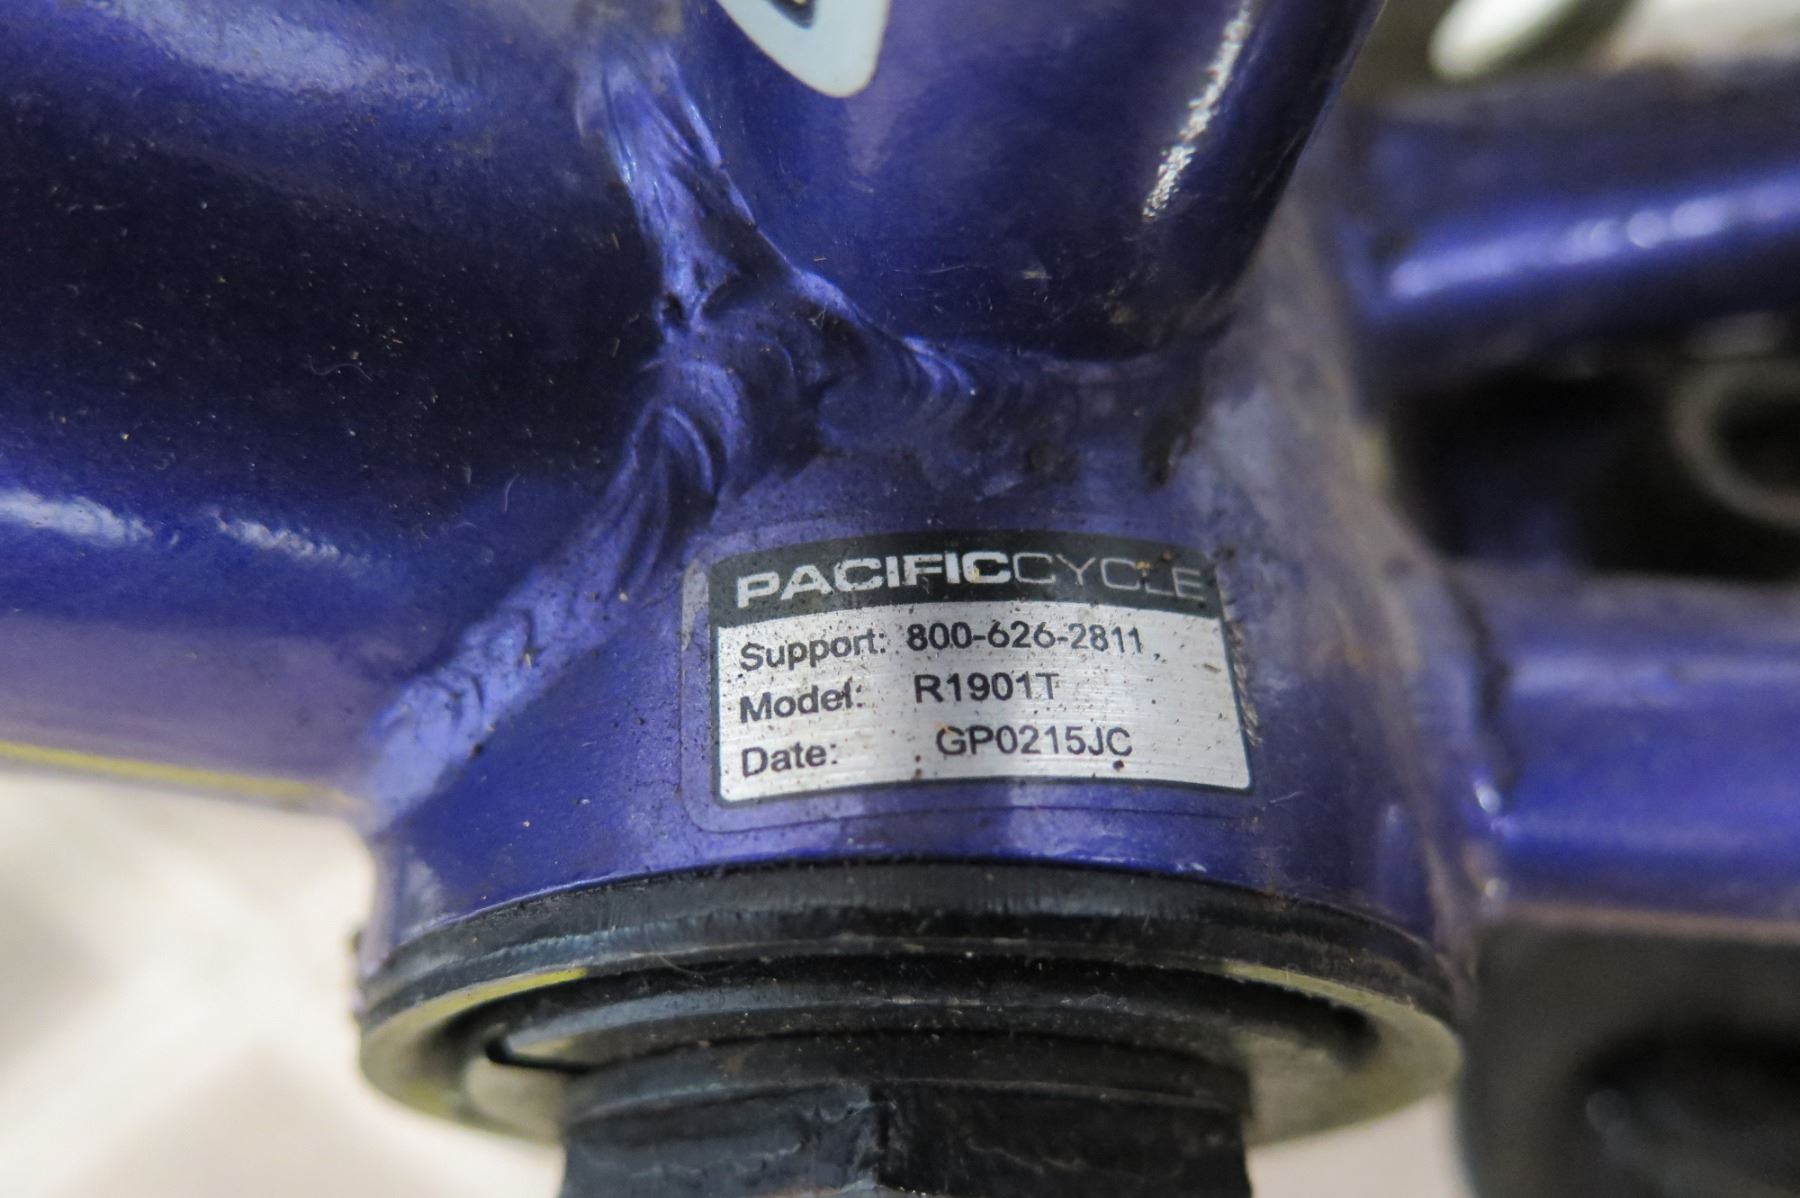 PACIFICCYCLE
Support: 800-626-2811
Model: R1901T
Date: GP0215JC